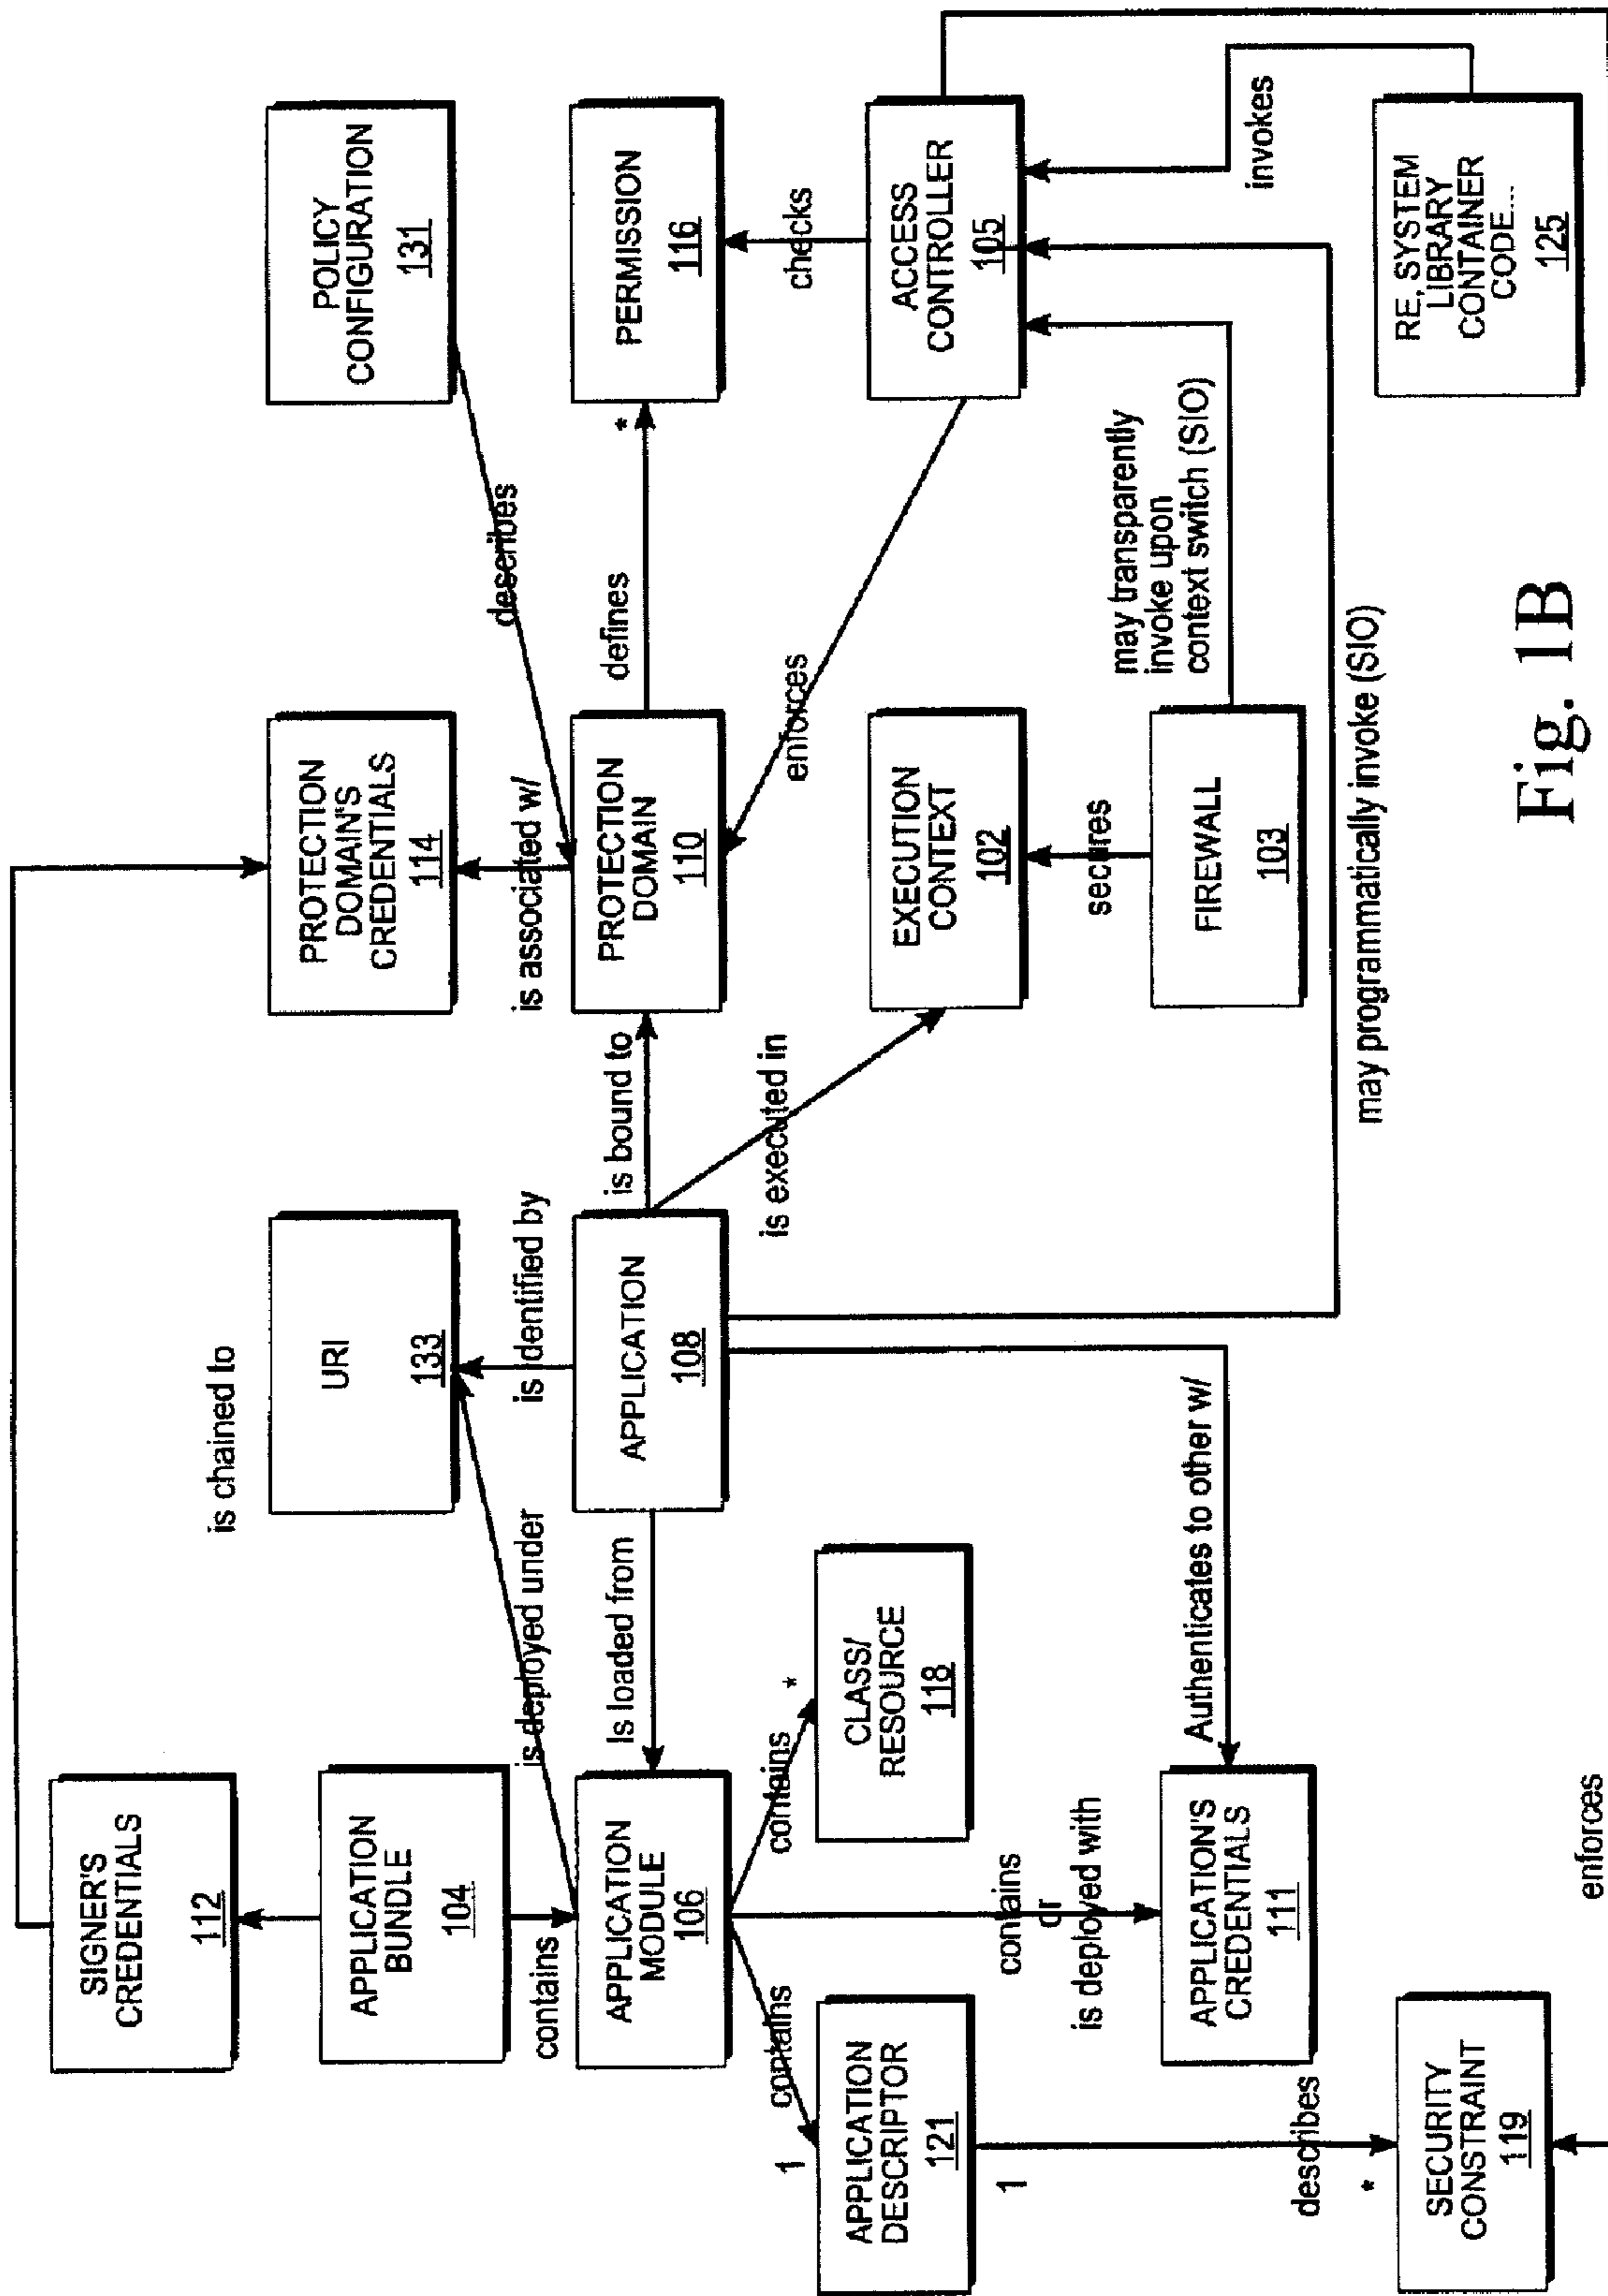 is chained to
SIGNER'S
CREDENTIALS
112
APPLICATION
BUNDLE
104
URI
133
PROTECTION
DOMAIN'S
CREDENTIALS
114
POLICY
CONFIGURATION
131
contains
is deployed under
is identified by
is associated w/
describes
APPLICATION
MODULE
106
Is loaded from
APPLICATION
108
is bound to
PROTECTION
DOMAIN
110
defines
*
PERMISSION
116
contains
1
contains
*
is executed in
enforces
checks
APPLICATION
DESCRIPTOR
121
CLASS/
RESOURCE
118
EXECUTION
CONTEXT
102
ACCESS
CONTROLLER
105
1
contains
or
is deployed with
secures
may transparently
invoke upon
context switch (SIO)
invokes
APPLICATION'S
CREDENTIALS
111
Authenticates to other w/
FIREWALL
103
describes
*
may programmatically invoke (SIO)
SECURITY
CONSTRAINT
119
RE, SYSTEM
LIBRARY
CONTAINER
CODE...
125
enforces
Fig. 1B